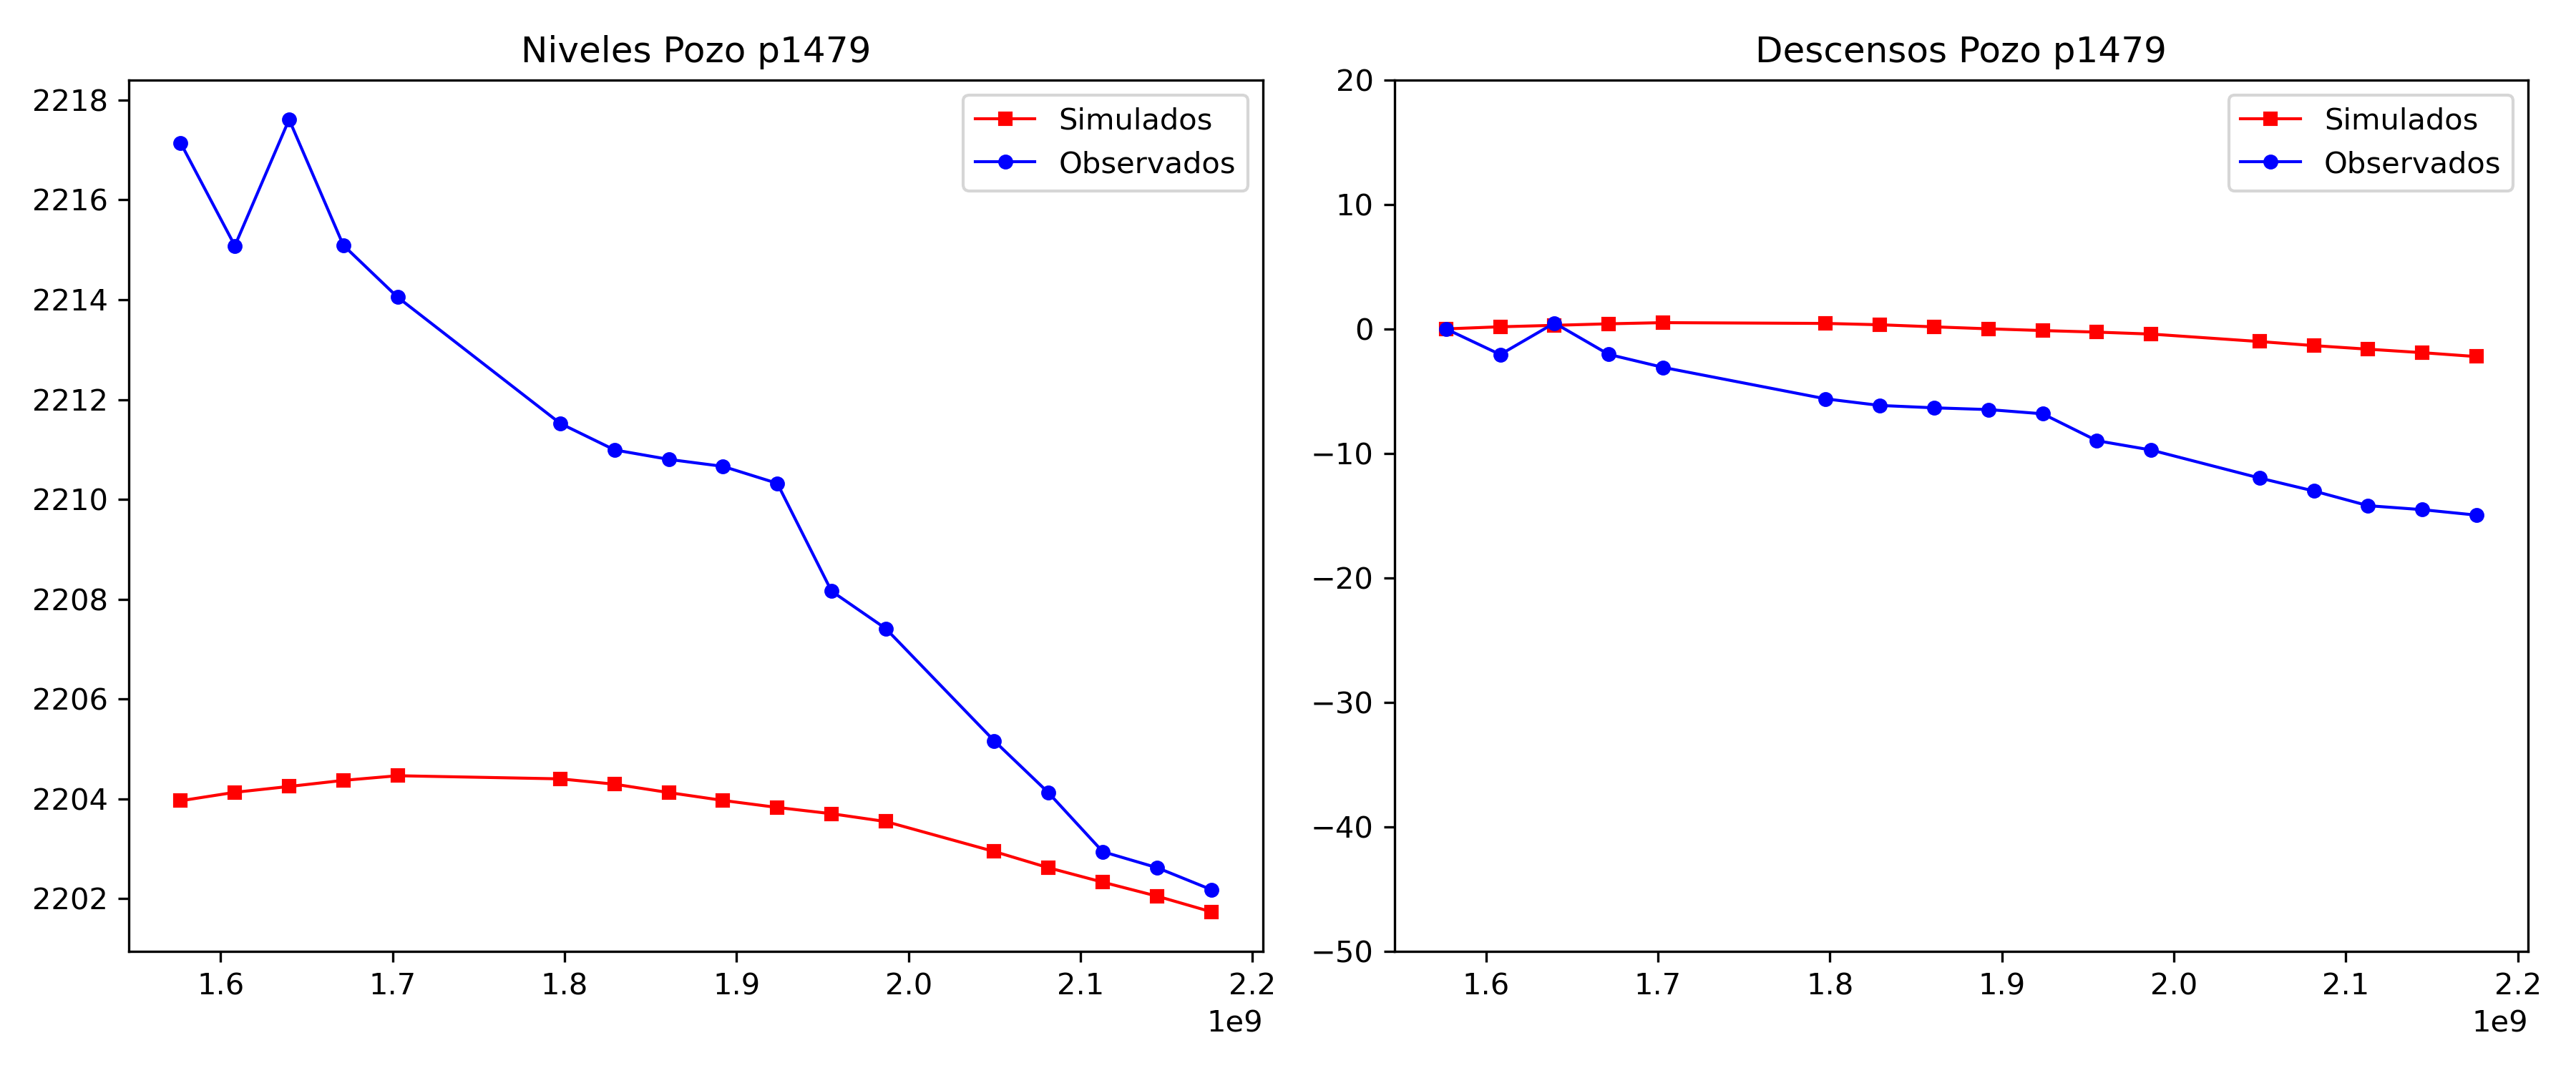 Niveles Pozo p1479
2218
2216
2214
2212
2210
2208
2206
2204
2202
Simulados
Observados
1.6 1.7 1.8 1.9 2.0 2.1 2.2
1e9
Descensos Pozo p1479
20
10
0
−10
−20
−30
−40
−50
Simulados
Observados
1.6 1.7 1.8 1.9 2.0 2.1 2.2
1e9